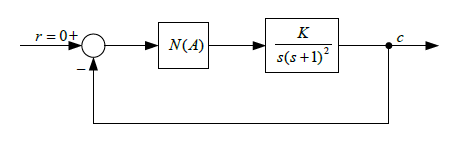 r = 0 +
−
N(A)
K
s(s+1)²
c